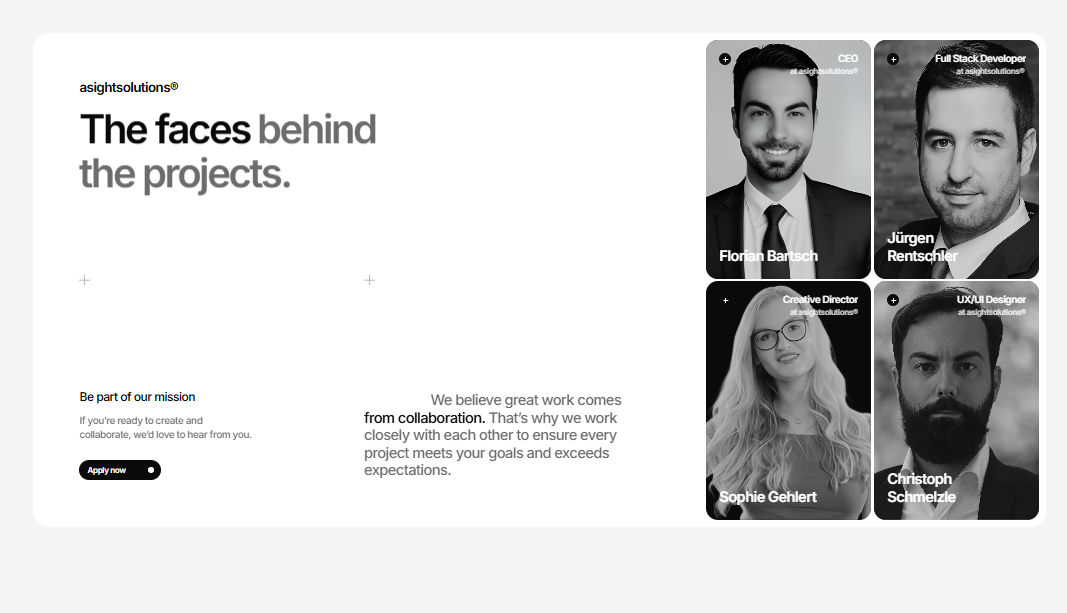 asightsolutions®
The faces behind
the projects.
Be part of our mission
If you're ready to create and
collaborate, we'd love to hear from you.
Apply now
We believe great work comes
from collaboration. That's why we work
closely with each other to ensure every
project meets your goals and exceeds
expectations.
CEO
at asightsolutions®
Florian Bartsch
Full Stack Developer
at asightsolutions®
Jürgen
Rentschler
Creative Director
at asightsolutions®
Sophie Gehlert
UX/UI Designer
at asightsolutions®
Christoph
Schmelzle